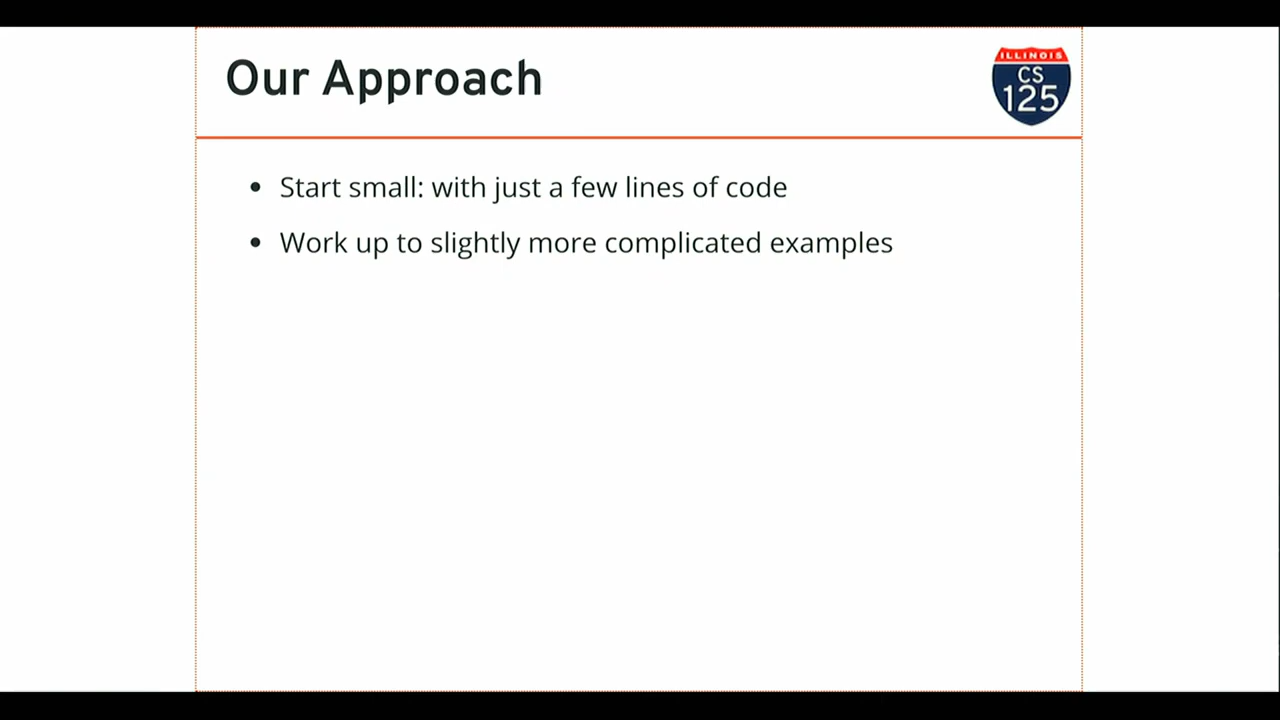 Our Approach
ILLINOIS
CS
125
• Start small: with just a few lines of code
• Work up to slightly more complicated examples